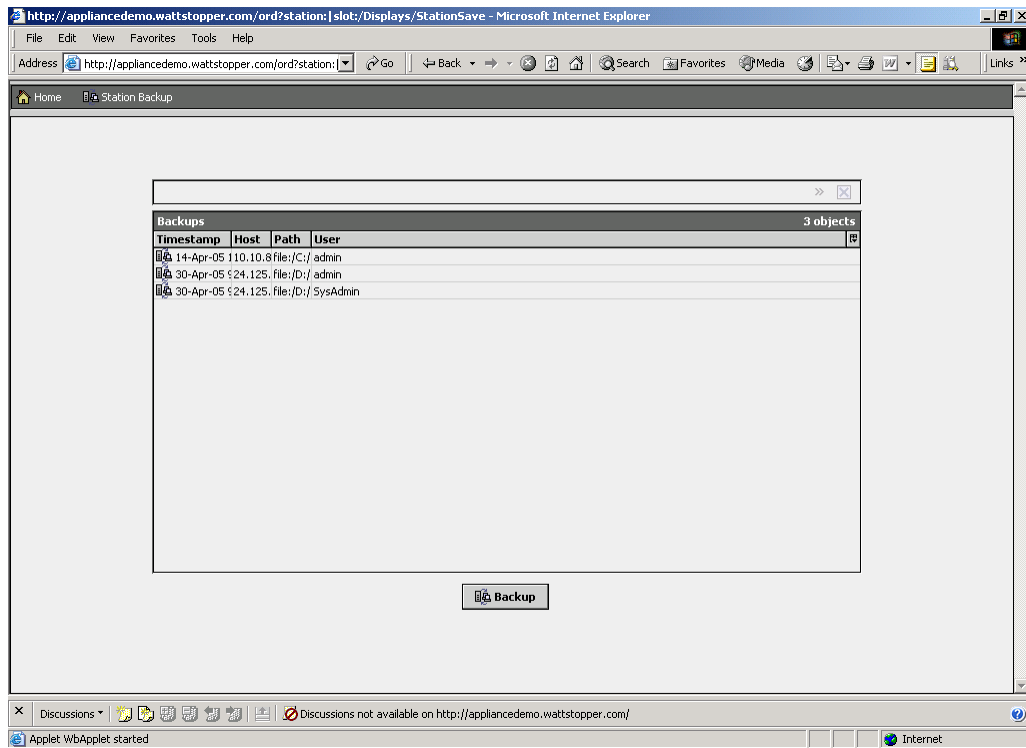 http://appliancedemo.wattstopper.com/ord?station:|slot:/Displays/StationSave - Microsoft Internet Explorer
File Edit View Favorites Tools Help
Address http://appliancedemo.wattstopper.com/ord?station:| Go Back Search Favorites Media Links »
Home Station Backup
»
Backups 3 objects
Timestamp Host Path User
14-Apr-05 1 10.10.8 file:/C:/ admin
30-Apr-05 9 24.125. file:/D:/ admin
30-Apr-05 9 24.125. file:/D:/ SysAdmin
Backup
Discussions Discussions not available on http://appliancedemo.wattstopper.com/
Applet WbApplet started Internet